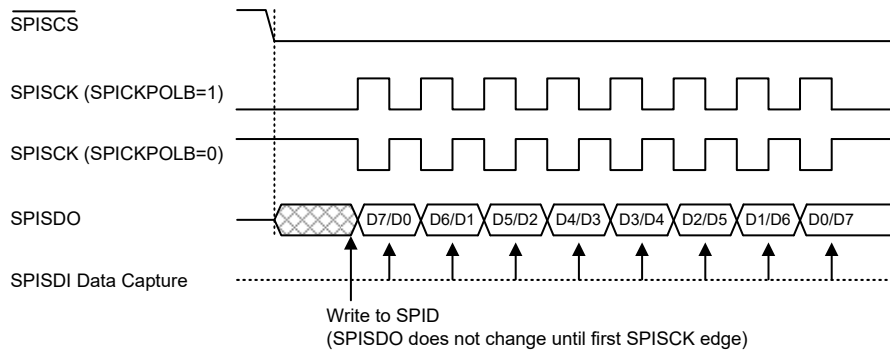 SPISCS
SPISCK (SPICKPOLB=1)
SPISCK (SPICKPOLB=0)
SPISDO D7/D0 D6/D1 D5/D2 D4/D3 D3/D4 D2/D5 D1/D6 D0/D7
SPISDI Data Capture
Write to SPID
(SPISDO does not change until first SPISCK edge)